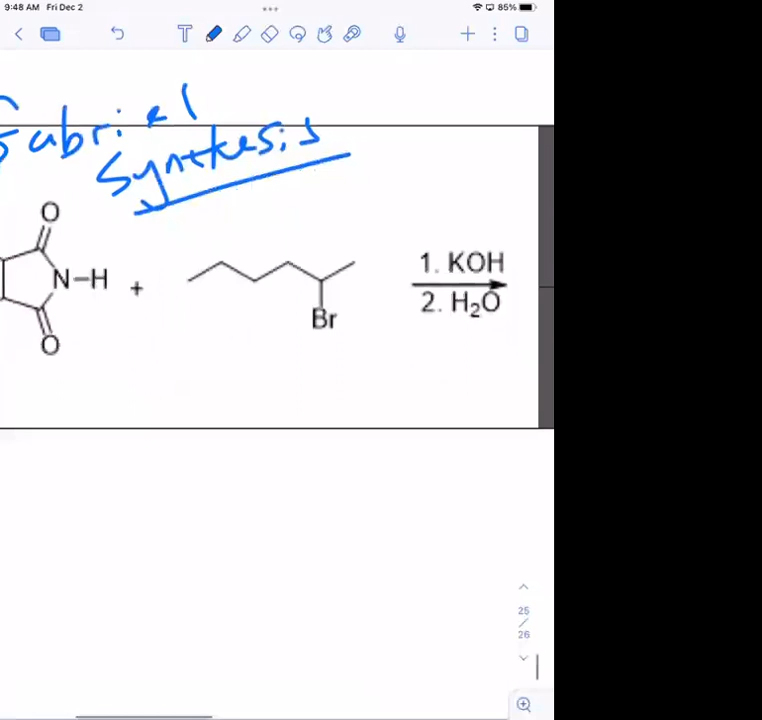 9:48 AM Fri Dec 2
85%
T
Gabriel
Synthesis
O
N-H
O
+
Br
1. KOH
2. H₂O
25
/
26